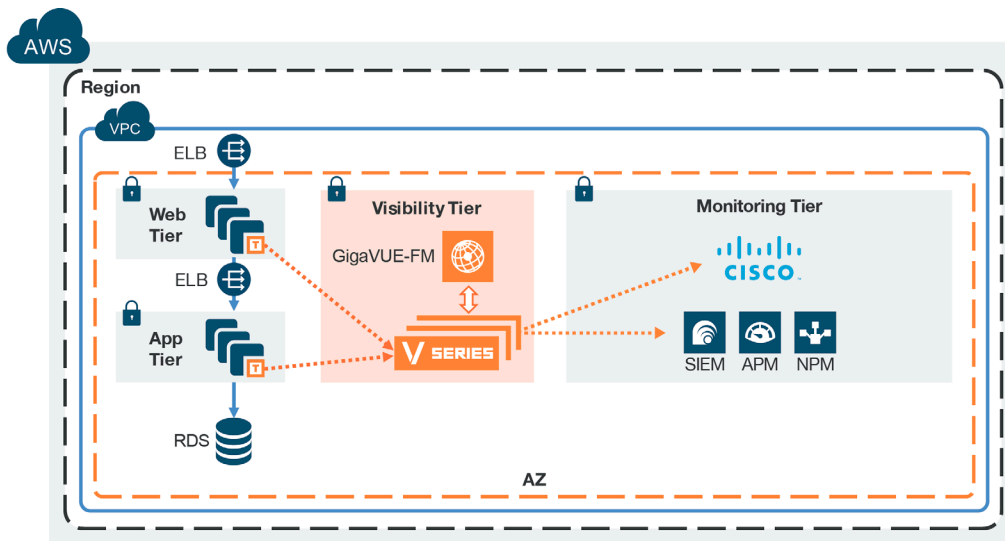 AWS
Region
VPC
ELB
Web
Tier
T
ELB
App
Tier
T
RDS
Visibility Tier
GigaVUE-FM
V SERIES
Monitoring Tier
CISCO
SIEM
APM
NPM
AZ